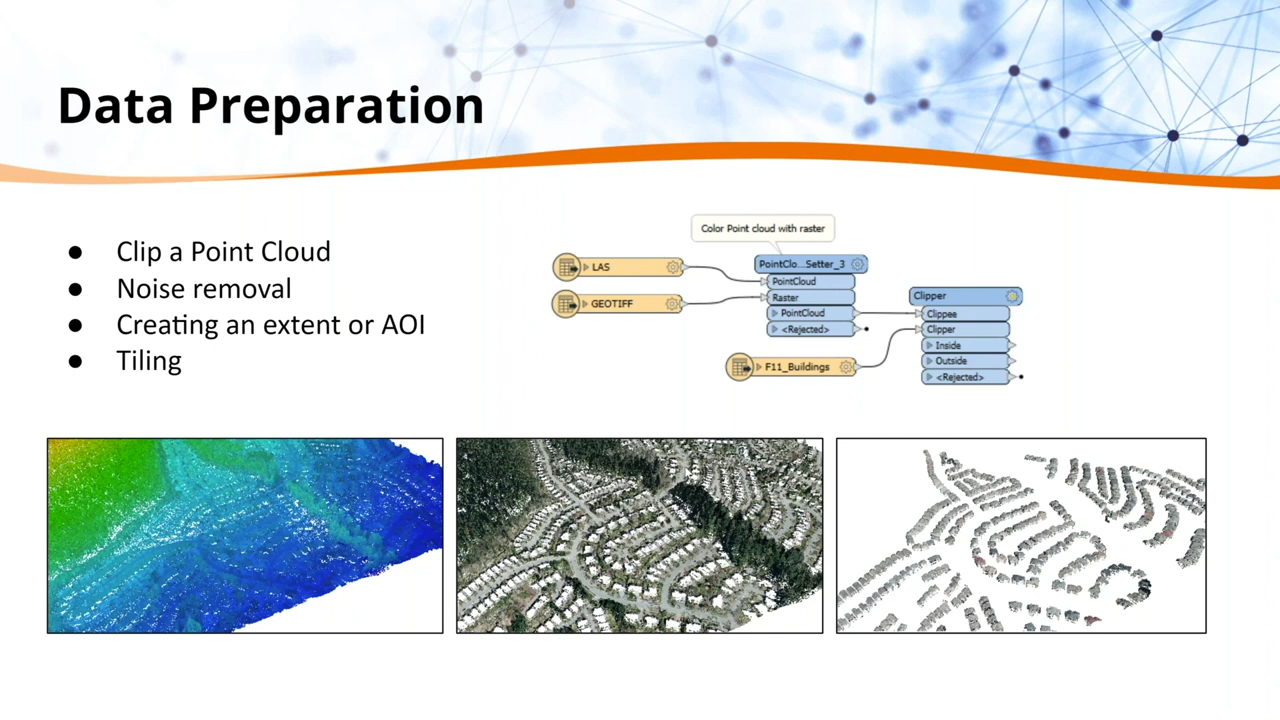 Data Preparation
● Clip a Point Cloud
● Noise removal
● Creating an extent or AOI
● Tiling
Color Point cloud with raster
LAS
GEOTIFF
PointClo...Setter_3
PointCloud
Raster
PointCloud
<Rejected>
F11_Buildings
Clipper
Clippee
Clipper
Inside
Outside
<Rejected>